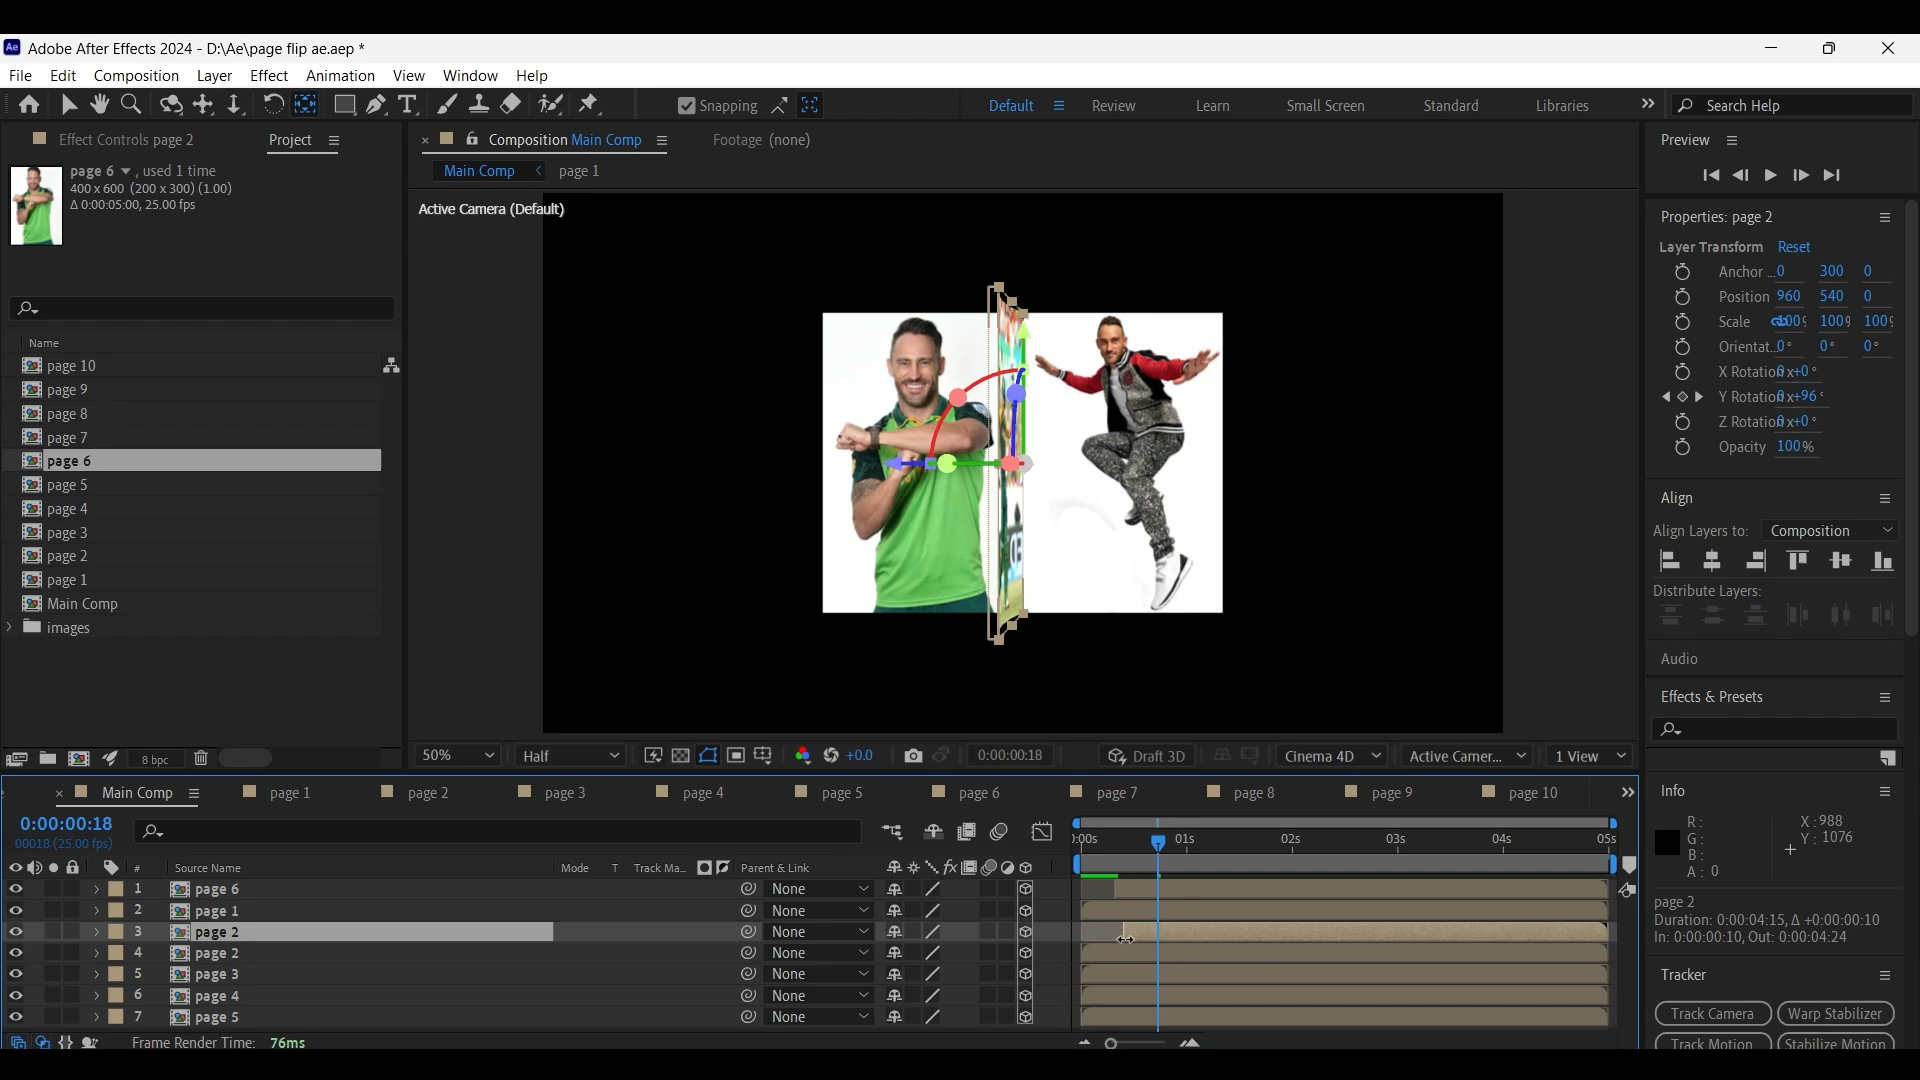 Adobe After Effects 2024 - D:\Ae\page flip ae.aep *
File Edit Composition Layer Effect Animation View Window Help
Snapping
Default Review Learn Small Screen Standard Libraries Search Help
Effect Controls page 2 Project
page 6 , used 1 time
400 x 600 (200 x 300) (1.00)
Δ 0:00:05:00, 25.00 fps
Name
page 10
page 9
page 8
page 7
page 6
page 5
page 4
page 3
page 2
page 1
Main Comp
images
8 bpc
Composition Main Comp Footage (none)
Main Comp page 1
Active Camera (Default)
50% Half +0.0 0:00:00:18 Draft 3D Cinema 4D Active Camer... 1 View
Preview
Properties: page 2
Layer Transform Reset
Anchor ... 0 300 0
Position 960 540 0
Scale 100% 100% 100%
Orientat... 0° 0° 0°
X Rotation 0x+0°
Y Rotation 0x+96°
Z Rotation 0x+0°
Opacity 100%
Align
Align Layers to: Composition
Distribute Layers:
Audio
Effects & Presets
Info
R:
G:
B:
A: 0
X: 988
Y: 1076
page 2
Duration: 0:00:04:15, Δ +0:00:00:10
In: 0:00:00:10, Out: 0:00:04:24
Tracker
Track Camera Warp Stabilizer
Track Motion Stabilize Motion
Main Comp page 1 page 2 page 3 page 4 page 5 page 6 page 7 page 8 page 9 page 10
0:00:00:18
00018 (25.00 fps)
):00s 01s 02s 03s 04s 05s
# Source Name Mode T Track Ma... Parent & Link
1 page 6 None
2 page 1 None
3 page 2 None
4 page 2 None
5 page 3 None
6 page 4 None
7 page 5 None
Frame Render Time: 76ms